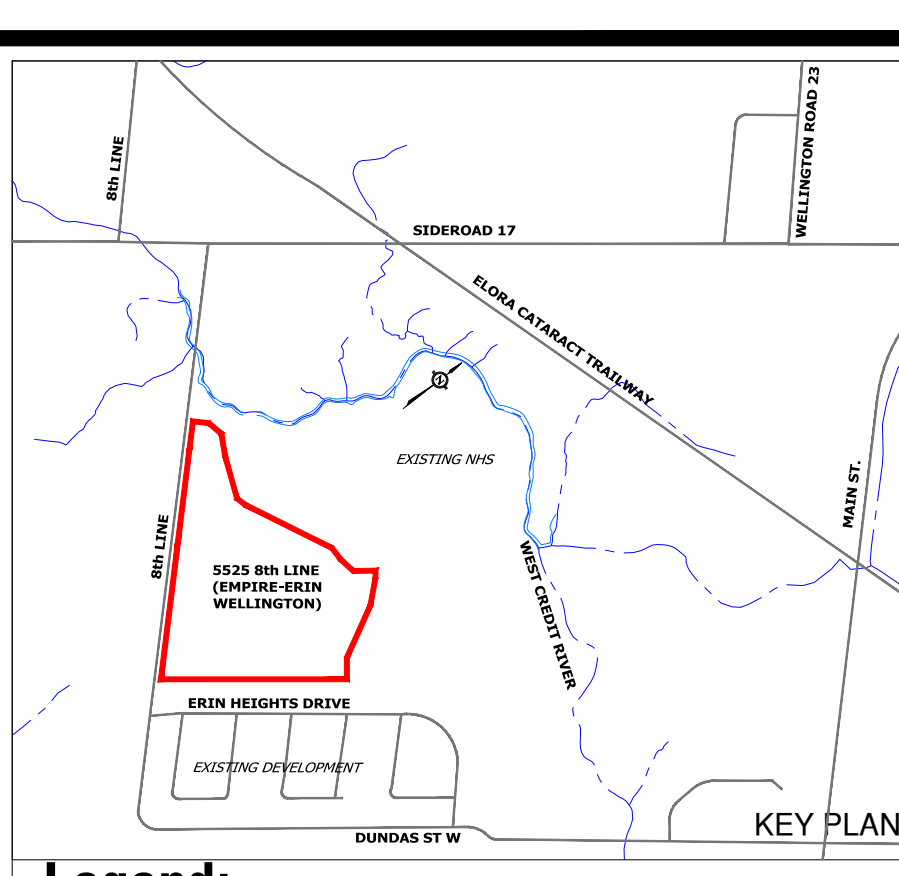 WELLINGTON ROAD 23
8th LINE
SIDEROAD 17
ELORA CATARACT TRAILWAY
N
EXISTING NHS
MAIN ST.
8th LINE
5525 8th LINE
(EMPIRE-ERIN
WELLINGTON)
WEST CREDIT RIVER
ERIN HEIGHTS DRIVE
EXISTING DEVELOPMENT
KEY PLAN
DUNDAS ST W
Legend: